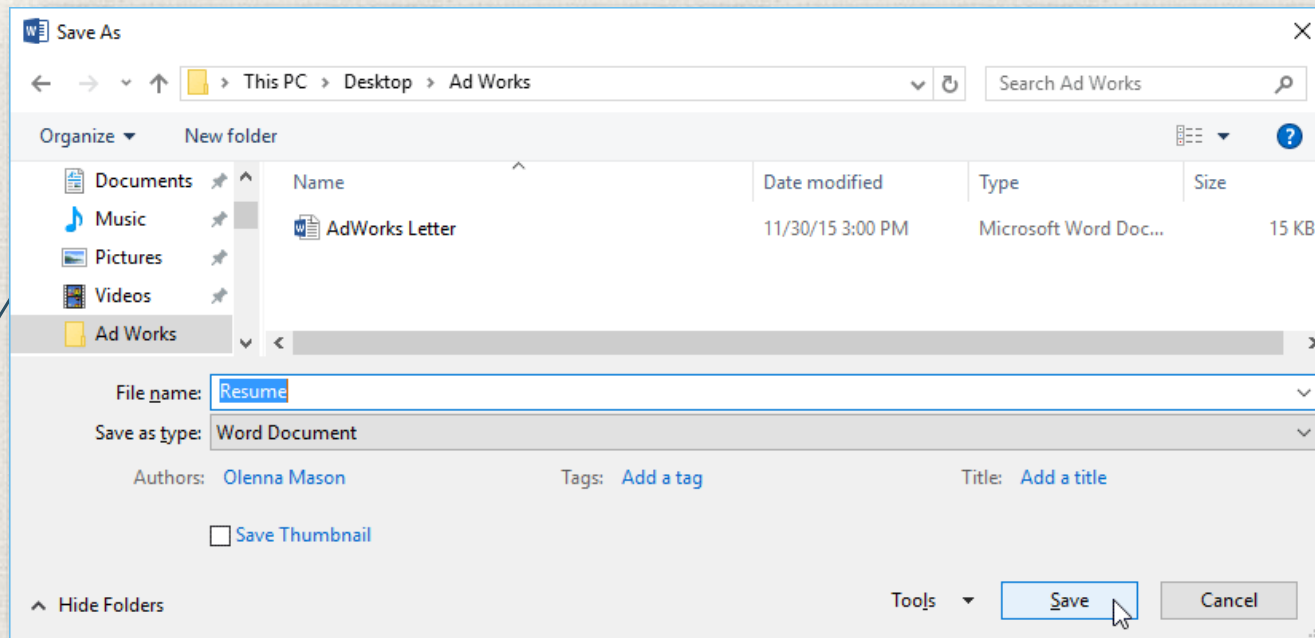 Save As
This PC > Desktop > Ad Works
Search Ad Works
Organize
New folder
Documents
Name
Date modified
Type
Size
Music
AdWorks Letter
11/30/15 3:00 PM
Microsoft Word Doc...
15 KB
Pictures
Videos
Ad Works
File name: Resume
Save as type: Word Document
Authors: Olenna Mason
Tags: Add a tag
Title: Add a title
Save Thumbnail
Hide Folders
Tools
Save
Cancel